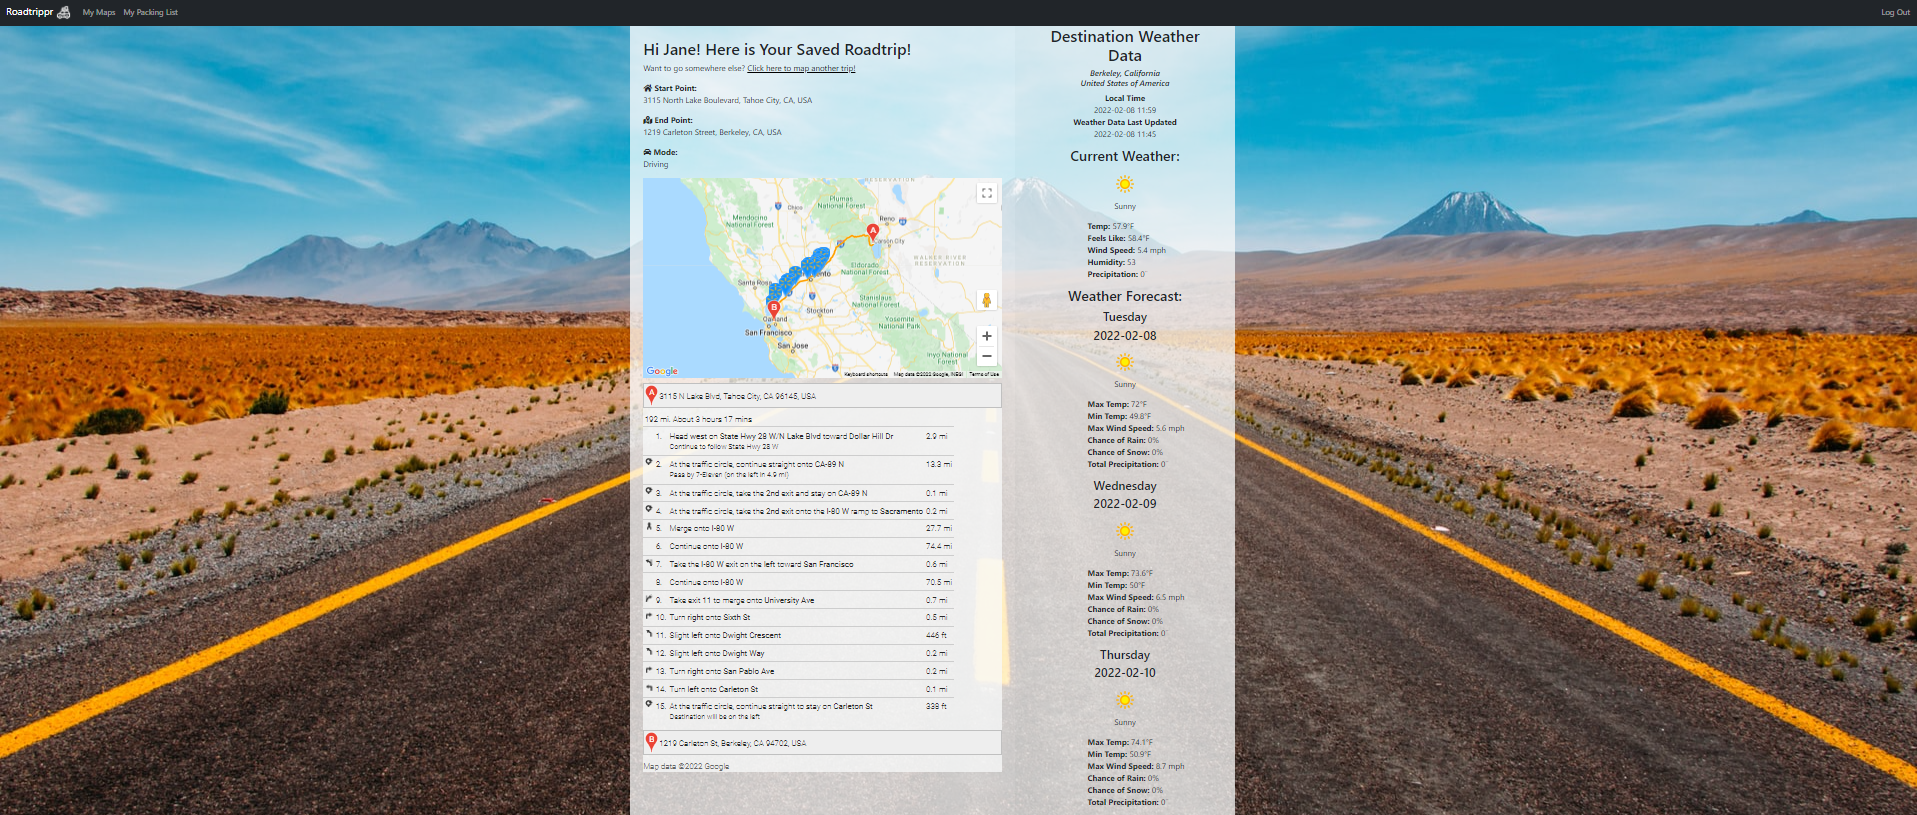 Roadtrippr
My Maps
My Packing List
Log Out
Hi Jane! Here is Your Saved Roadtrip!
Want to go somewhere else? Click here to map another trip!
Start Point:
3115 North Lake Boulevard, Tahoe City, CA, USA
End Point:
1219 Carleton Street, Berkeley, CA, USA
Mode:
Driving
RESERVATION
Plumas
National Forest
Chico
Mendocino
National Forest
Reno
A
Carson City
WALKER RIVER
RESERVATION
Eldorado
National Forest
Santa Rosa
Stanislaus
National Forest
B
Oakland
Stockton
Yosemite
National Park
San Francisco
San Jose
Inyo National
Forest
Google
Keyboard shortcuts
Map data ©2022 Google, INEGI
Terms of Use
A 3115 N Lake Blvd, Tahoe City, CA 96145, USA
192 mi. About 3 hours 17 mins
1. Head west on State Hwy 28 W/N Lake Blvd toward Dollar Hill Dr 2.9 mi
Continue to follow State Hwy 28 W
2. At the traffic circle, continue straight onto CA-89 N 13.3 mi
Pass by 7-Eleven (on the left in 4.9 mi)
3. At the traffic circle, take the 2nd exit and stay on CA-89 N 0.1 mi
4. At the traffic circle, take the 2nd exit onto the I-80 W ramp to Sacramento 0.2 mi
5. Merge onto I-80 W 27.7 mi
6. Continue onto I-80 W 74.4 mi
7. Take the I-80 W exit on the left toward San Francisco 0.6 mi
8. Continue onto I-80 W 70.5 mi
9. Take exit 11 to merge onto University Ave 0.7 mi
10. Turn right onto Sixth St 0.5 mi
11. Slight left onto Dwight Crescent 446 ft
12. Slight left onto Dwight Way 0.2 mi
13. Turn right onto San Pablo Ave 0.2 mi
14. Turn left onto Carleton St 0.1 mi
15. At the traffic circle, continue straight to stay on Carleton St 338 ft
Destination will be on the left
B 1219 Carleton St, Berkeley, CA 94702, USA
Map data ©2022 Google
Destination Weather
Data
Berkeley, California
United States of America
Local Time
2022-02-08 11:59
Weather Data Last Updated
2022-02-08 11:45
Current Weather:
Sunny
Temp: 57.9°F
Feels Like: 58.4°F
Wind Speed: 5.4 mph
Humidity: 53
Precipitation: 0"
Weather Forecast:
Tuesday
2022-02-08
Sunny
Max Temp: 72°F
Min Temp: 49.8°F
Max Wind Speed: 5.6 mph
Chance of Rain: 0%
Chance of Snow: 0%
Total Precipitation: 0"
Wednesday
2022-02-09
Sunny
Max Temp: 73.6°F
Min Temp: 50°F
Max Wind Speed: 6.5 mph
Chance of Rain: 0%
Chance of Snow: 0%
Total Precipitation: 0"
Thursday
2022-02-10
Sunny
Max Temp: 74.1°F
Min Temp: 50.9°F
Max Wind Speed: 8.7 mph
Chance of Rain: 0%
Chance of Snow: 0%
Total Precipitation: 0"